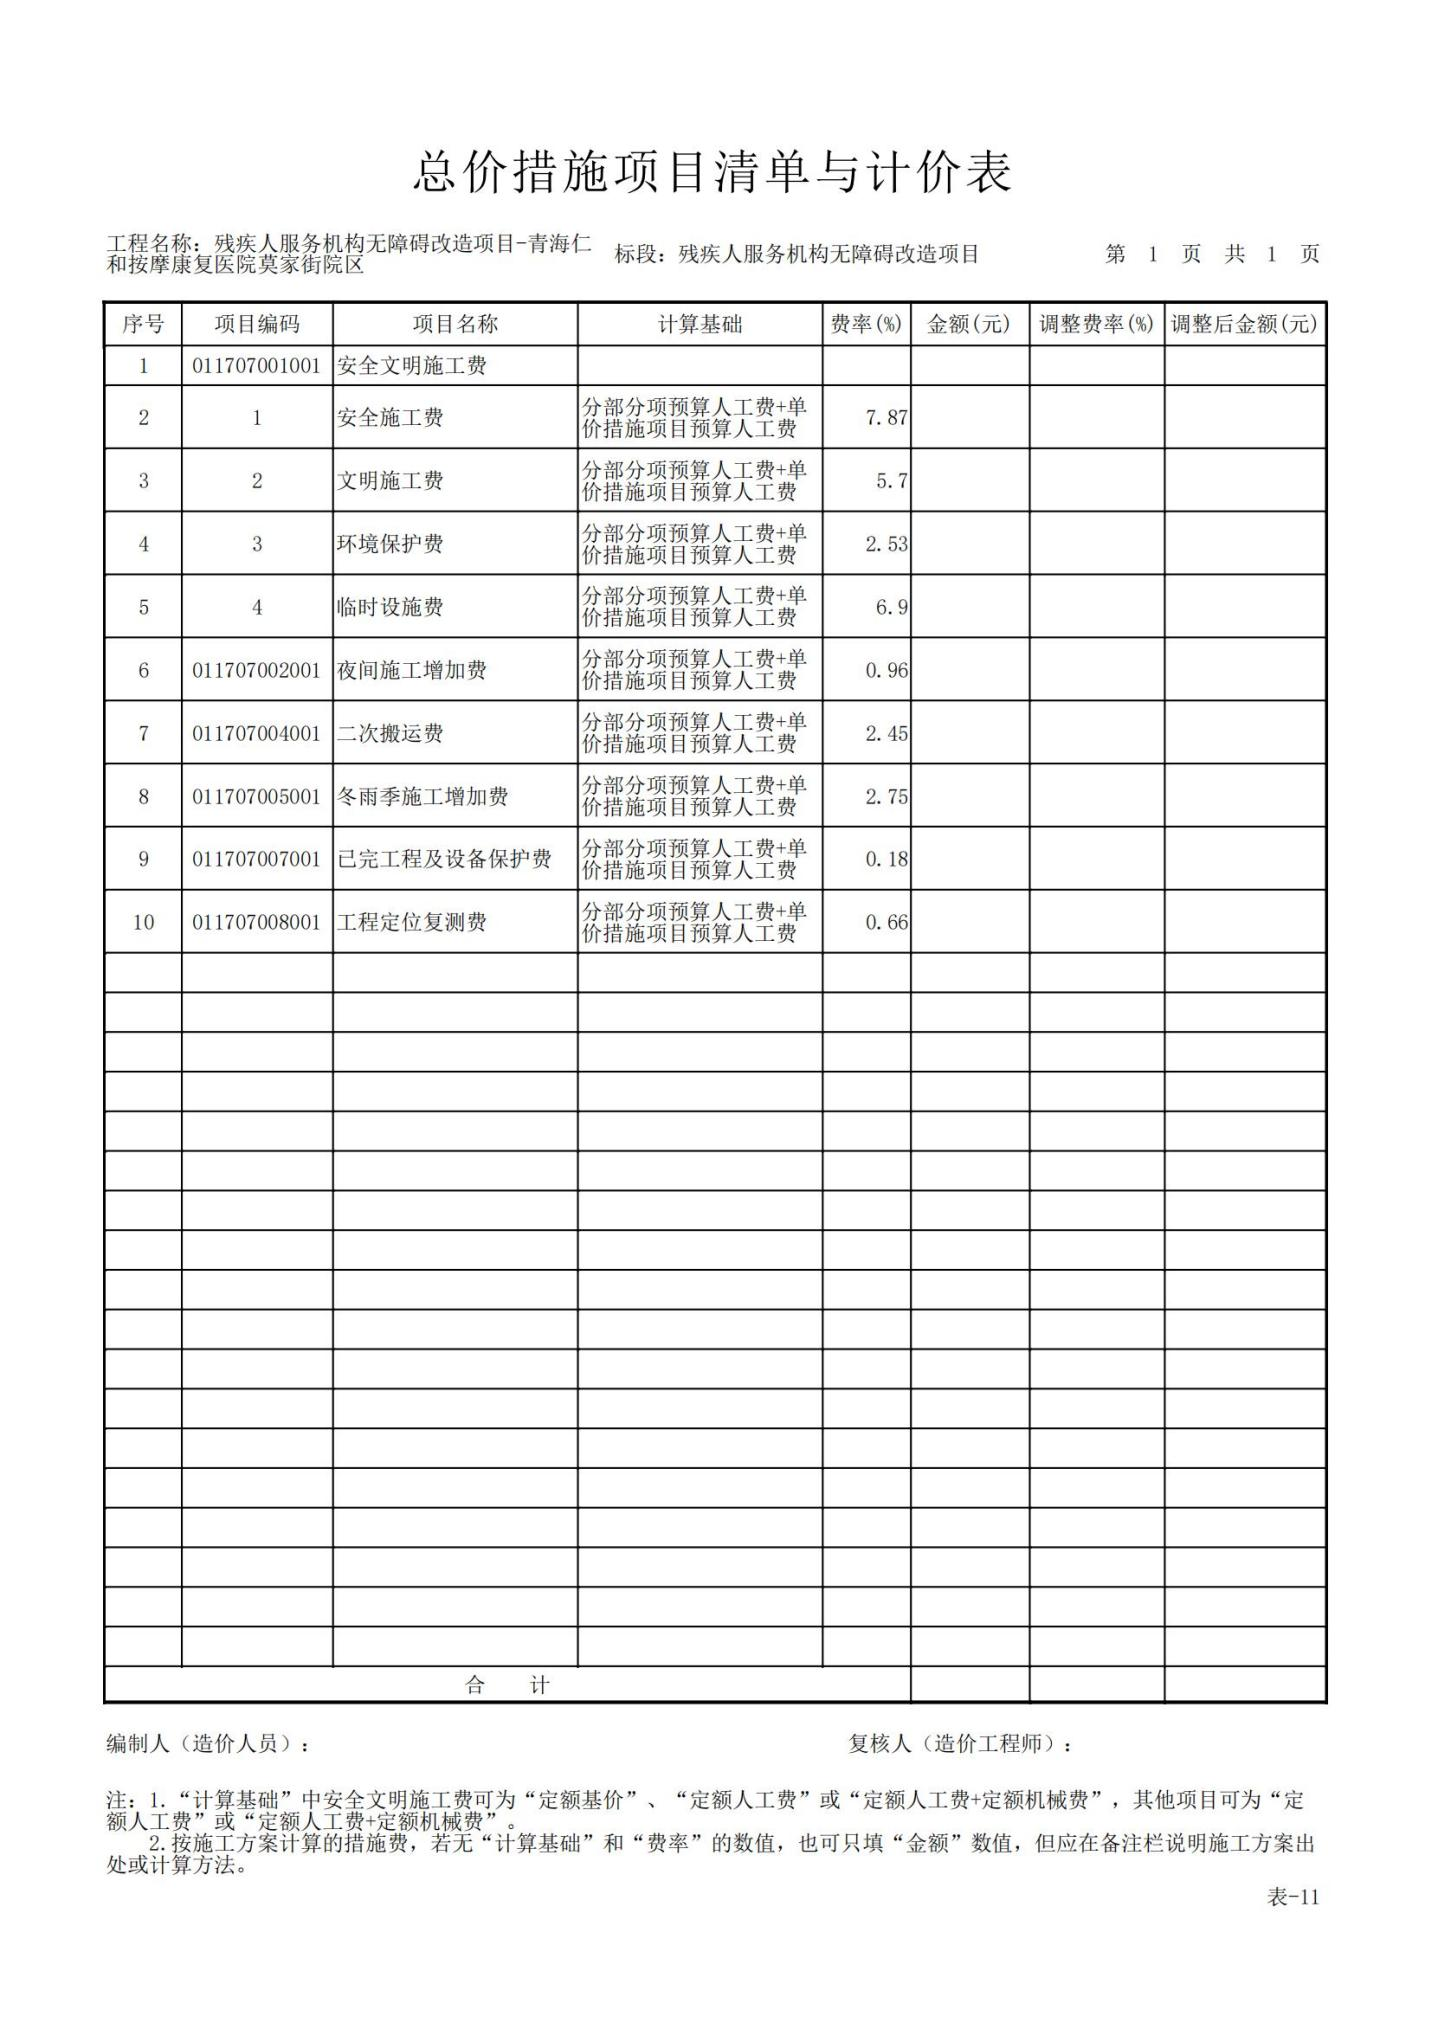 总价措施项目清单与计价表
工程名称：残疾人服务机构无障碍改造项目-青海仁
和按摩康复医院莫家街院区
标段：残疾人服务机构无障碍改造项目
第 1 页 共 1 页
序号 项目编码 项目名称 计算基础 费率(%) 金额(元) 调整费率(%) 调整后金额(元)
1 011707001001 安全文明施工费
2 1 安全施工费 分部分项预算人工费+单
价措施项目预算人工费 7.87
3 2 文明施工费 分部分项预算人工费+单
价措施项目预算人工费 5.7
4 3 环境保护费 分部分项预算人工费+单
价措施项目预算人工费 2.53
5 4 临时设施费 分部分项预算人工费+单
价措施项目预算人工费 6.9
6 011707002001 夜间施工增加费 分部分项预算人工费+单
价措施项目预算人工费 0.96
7 011707004001 二次搬运费 分部分项预算人工费+单
价措施项目预算人工费 2.45
8 011707005001 冬雨季施工增加费 分部分项预算人工费+单
价措施项目预算人工费 2.75
9 011707007001 已完工程及设备保护费 分部分项预算人工费+单
价措施项目预算人工费 0.18
10 011707008001 工程定位复测费 分部分项预算人工费+单
价措施项目预算人工费 0.66
合 计
编制人（造价人员）： 复核人（造价工程师）：
注：1.“计算基础”中安全文明施工费可为“定额基价”、“定额人工费”或“定额人工费+定额机械费”，其他项目可为“定
额人工费”或“定额人工费+定额机械费”。
2.按施工方案计算的措施费，若无“计算基础”和“费率”的数值，也可只填“金额”数值，但应在备注栏说明施工方案出
处或计算方法。
表-11